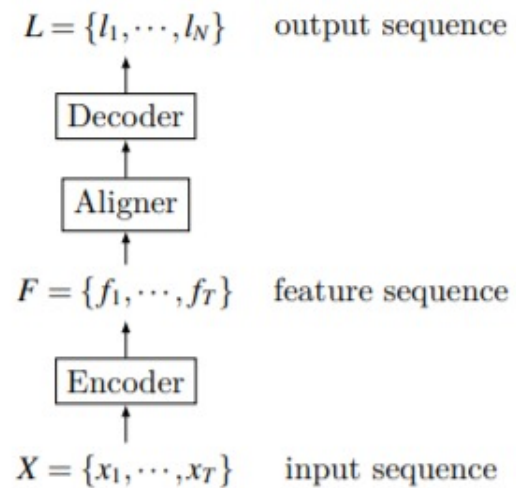 L = {l₁, ⋯, l_N} output sequence
Decoder
Aligner
F = {f₁, ⋯, f_T} feature sequence
Encoder
X = {x₁, ⋯, x_T} input sequence